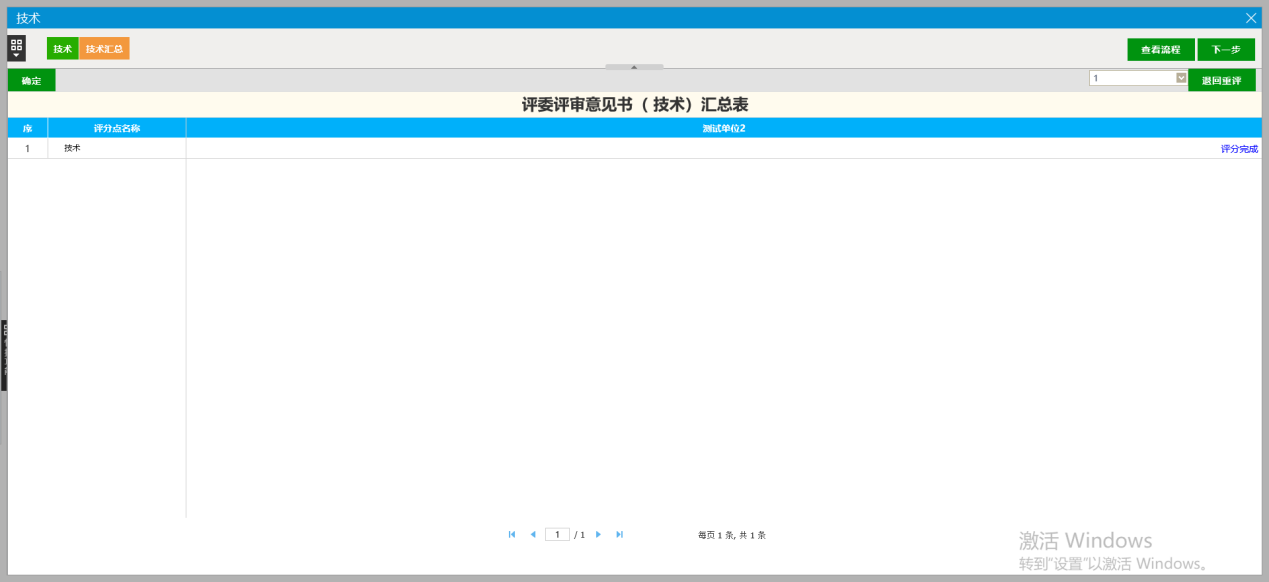 技术
技术 技术汇总 查看流程 下一步
确定 1 退回重评
评委评审意见书（ 技术）汇总表
序 评分点名称 测试单位2
1 技术 评分完成
1 / 1 每页 1 条, 共 1 条
激活 Windows
转到"设置"以激活 Windows。